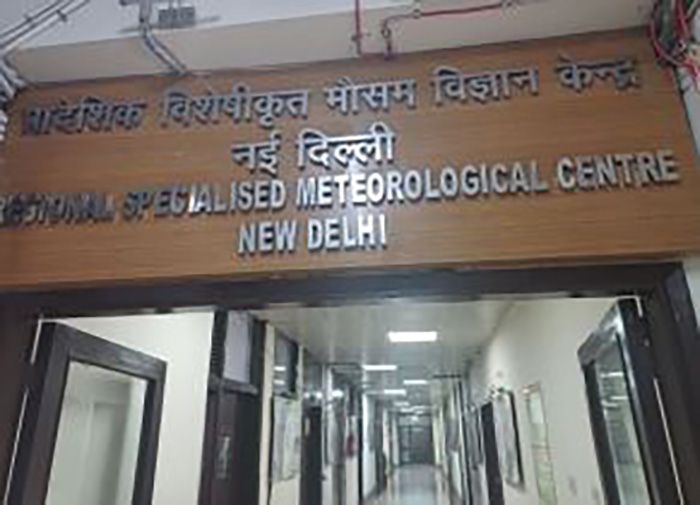 प्रादेशिक विशेषीकृत मौसम विज्ञान केन्द्र
नई दिल्ली
REGIONAL SPECIALISED METEOROLOGICAL CENTRE
NEW DELHI